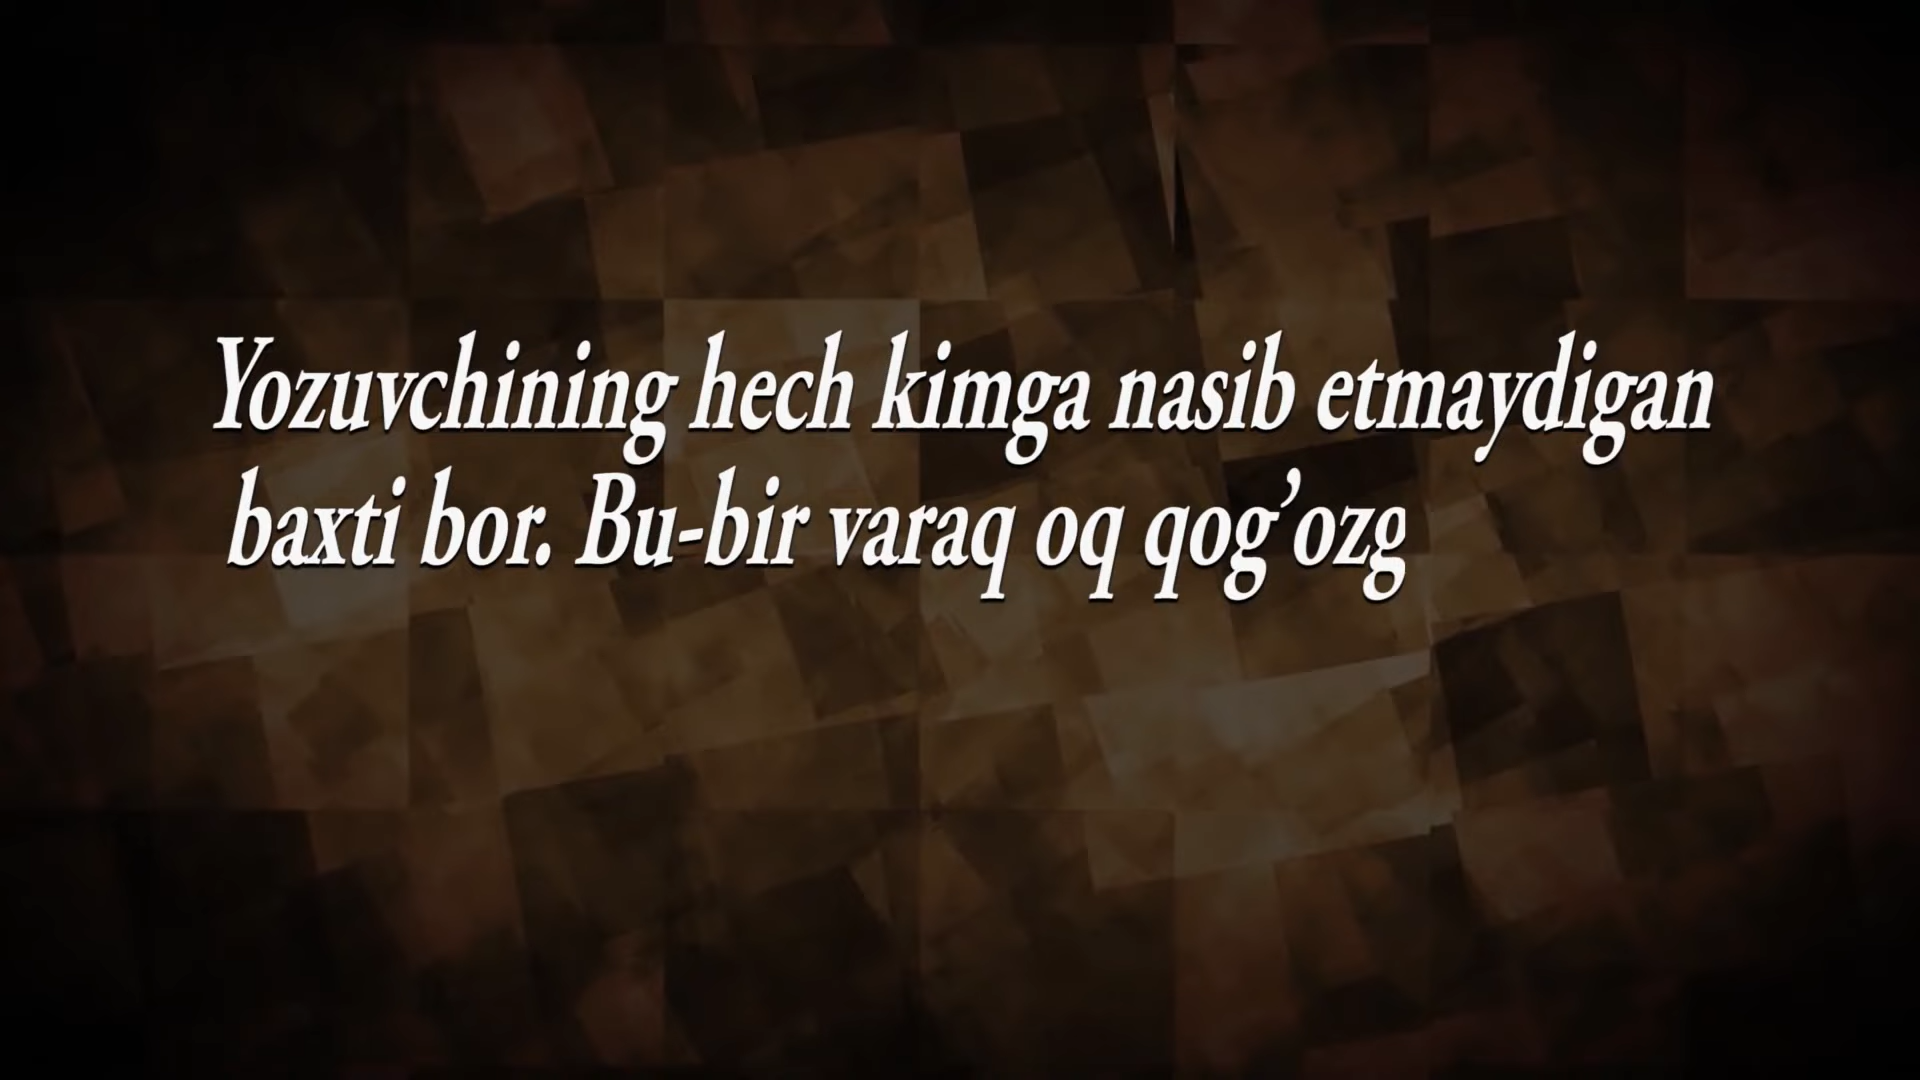 Yozuvchining hech kimga nasib etmaydigan
baxti bor. Bu-bir varaq oq qog’ozg